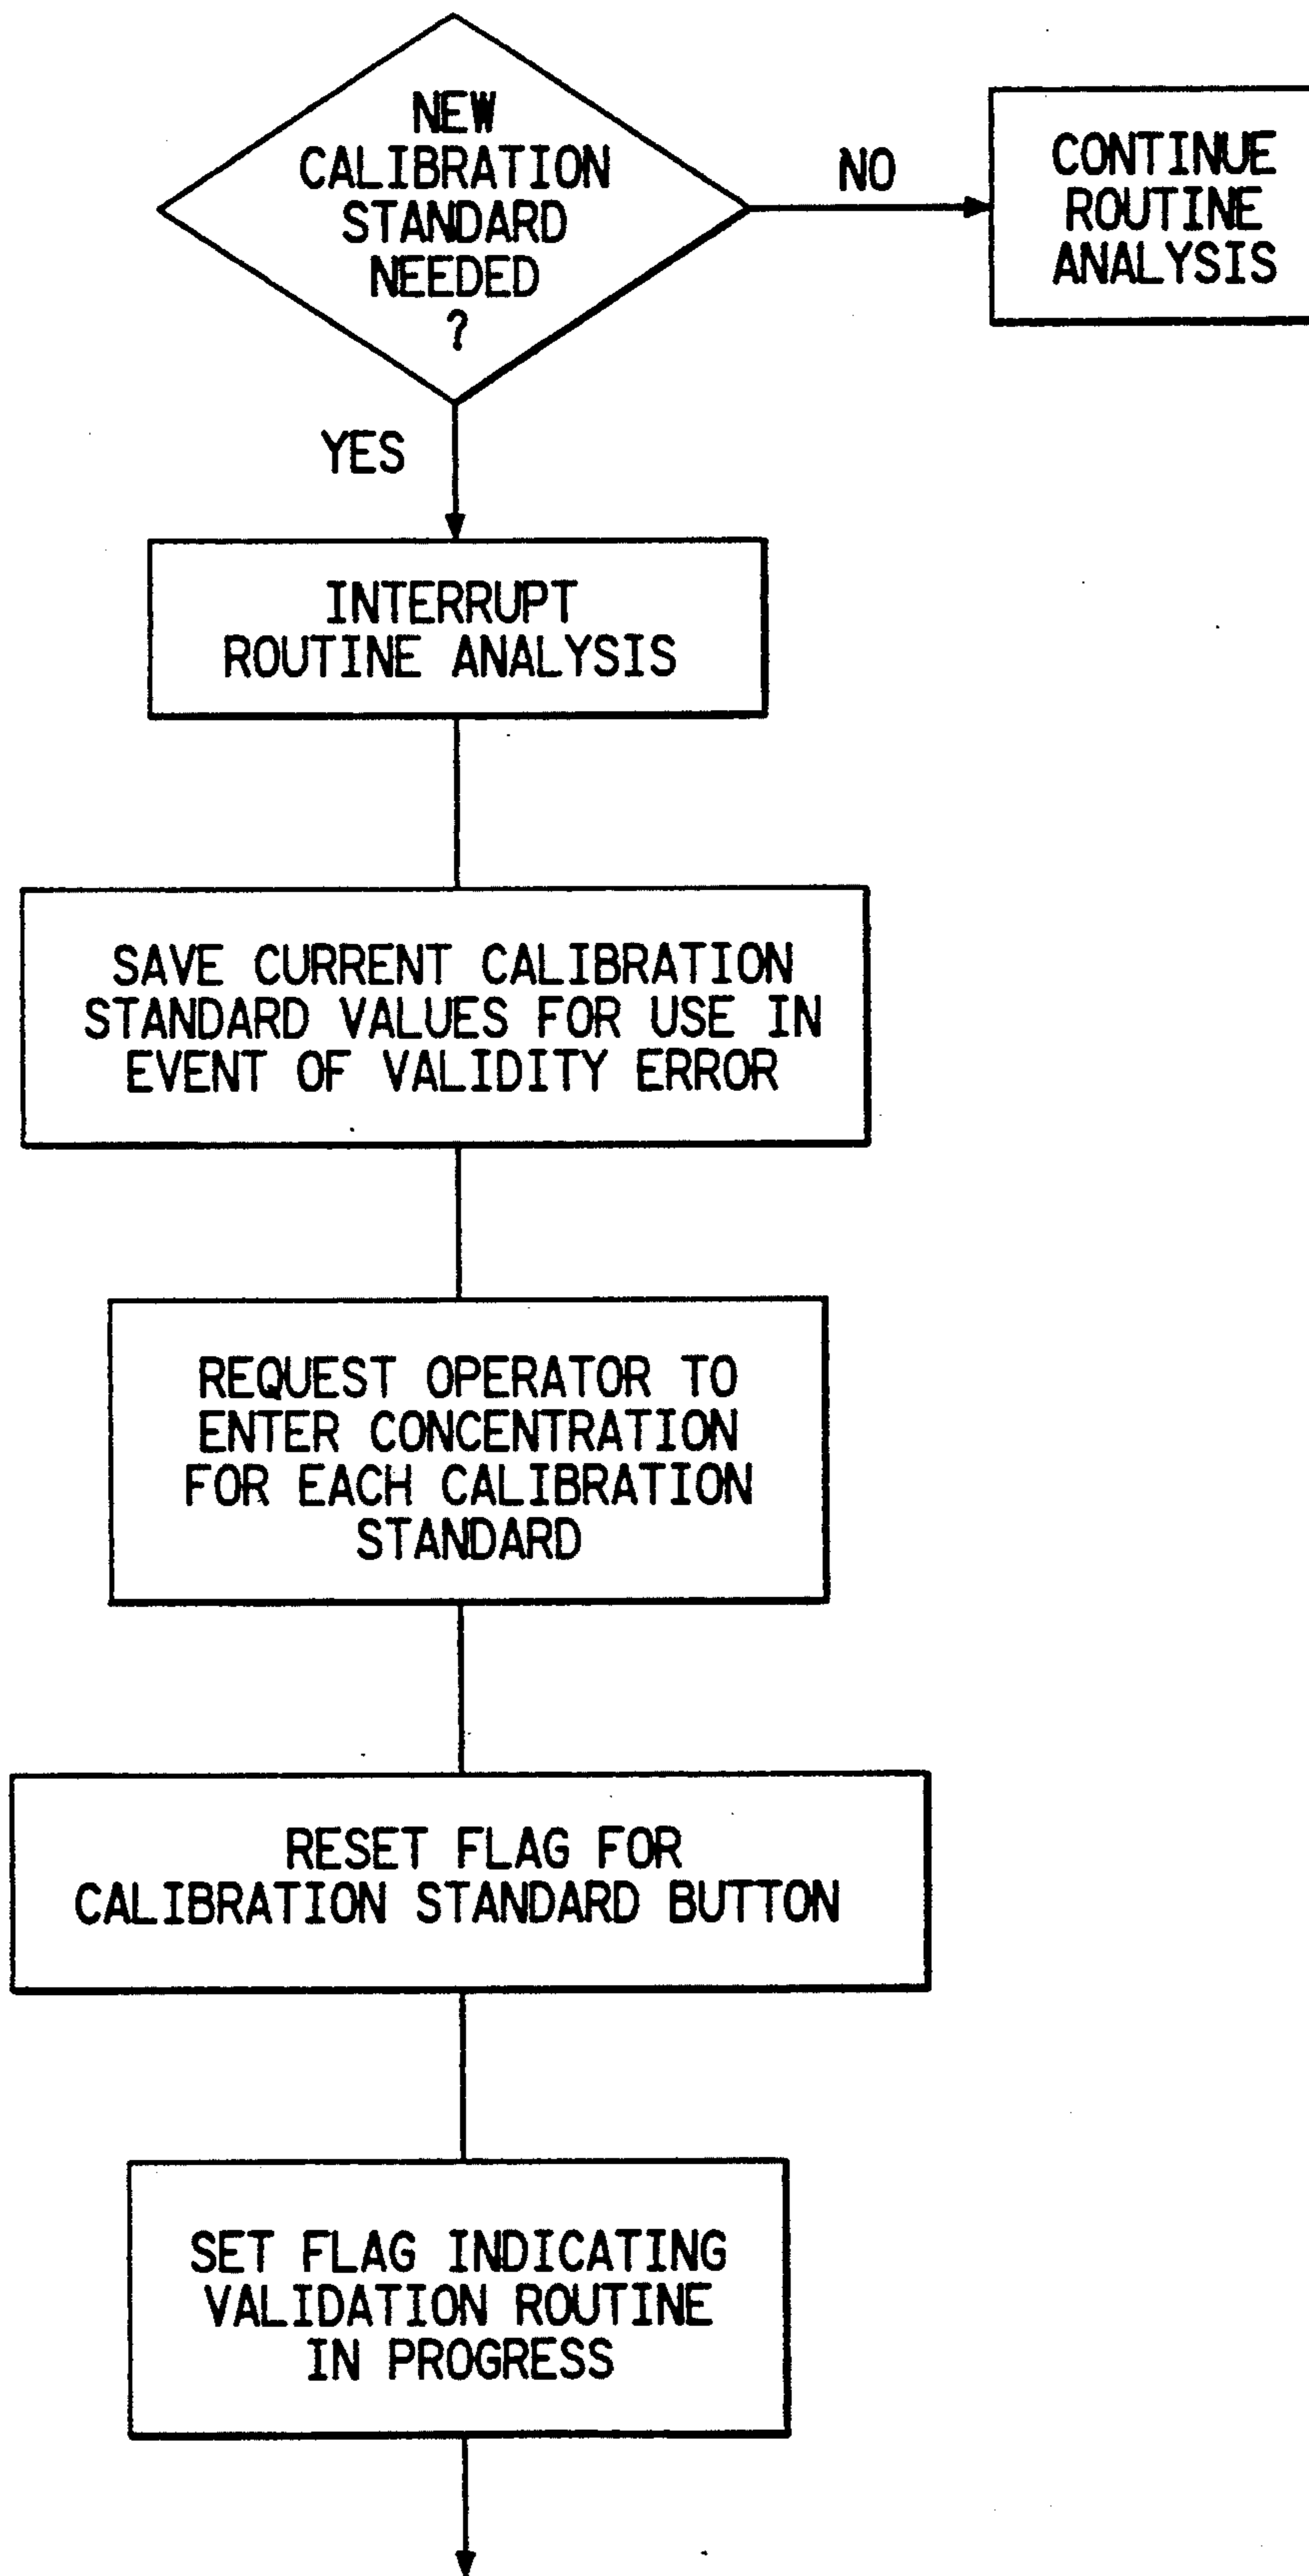 NEW
CALIBRATION
STANDARD
NEEDED
?
NO
CONTINUE
ROUTINE
ANALYSIS
YES
INTERRUPT
ROUTINE ANALYSIS
SAVE CURRENT CALIBRATION
STANDARD VALUES FOR USE IN
EVENT OF VALIDITY ERROR
REQUEST OPERATOR TO
ENTER CONCENTRATION
FOR EACH CALIBRATION
STANDARD
RESET FLAG FOR
CALIBRATION STANDARD BUTTON
SET FLAG INDICATING
VALIDATION ROUTINE
IN PROGRESS